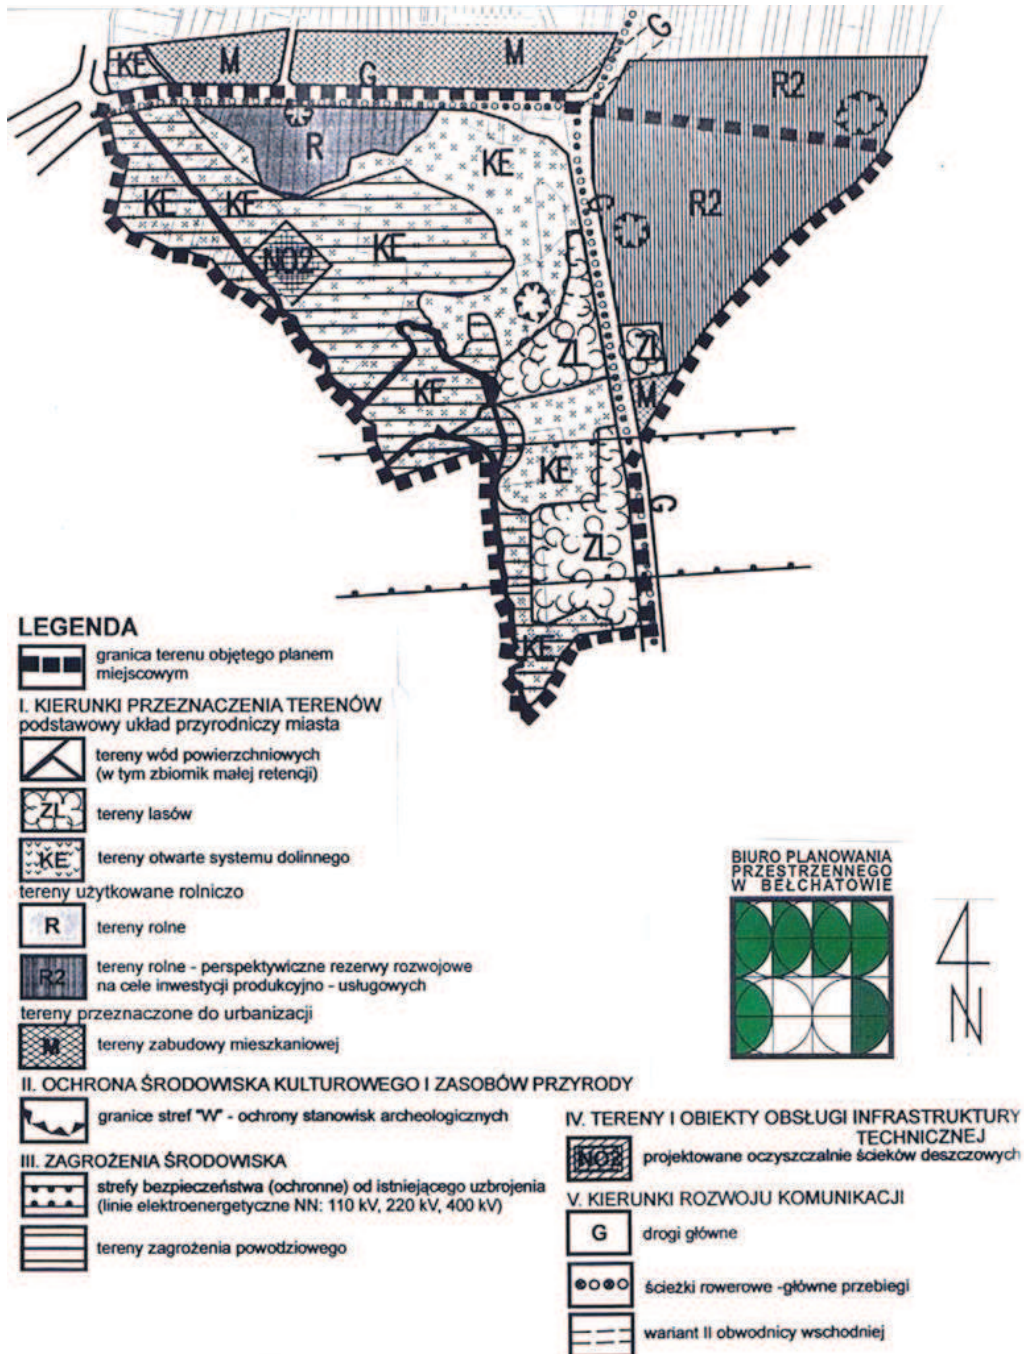 G
KE
M
M
G
R2
R
KE
KE
KE
R2
G
KE
NO2
ZL
ZL
KE
M
KE
G
ZL
KE
LEGENDA
granica terenu objętego planem
miejscowym
I. KIERUNKI PRZEZNACZENIA TERENÓW
podstawowy układ przyrodniczy miasta
tereny wód powierzchniowych
(w tym zbiornik małej retencji)
ZL tereny lasów
KE tereny otwarte systemu dolinnego
tereny użytkowane rolniczo
R tereny rolne
R2 tereny rolne - perspektywiczne rezerwy rozwojowe
na cele inwestycji produkcyjno - usługowych
tereny przeznaczone do urbanizacji
M tereny zabudowy mieszkaniowej
II. OCHRONA ŚRODOWISKA KULTUROWEGO I ZASOBÓW PRZYRODY
granice stref "W" - ochrony stanowisk archeologicznych
III. ZAGROŻENIA ŚRODOWISKA
strefy bezpieczeństwa (ochronne) od istniejącego uzbrojenia
(linie elektroenergetyczne NN: 110 kV, 220 kV, 400 kV)
tereny zagrożenia powodziowego
BIURO PLANOWANIA
PRZESTRZENNEGO
W BEŁCHATOWIE
N
IV. TERENY I OBIEKTY OBSŁUGI INFRASTRUKTURY
TECHNICZNEJ
NO2 projektowane oczyszczalnie ścieków deszczowych
V. KIERUNKI ROZWOJU KOMUNIKACJI
G drogi główne
ścieżki rowerowe -główne przebiegi
wariant II obwodnicy wschodniej